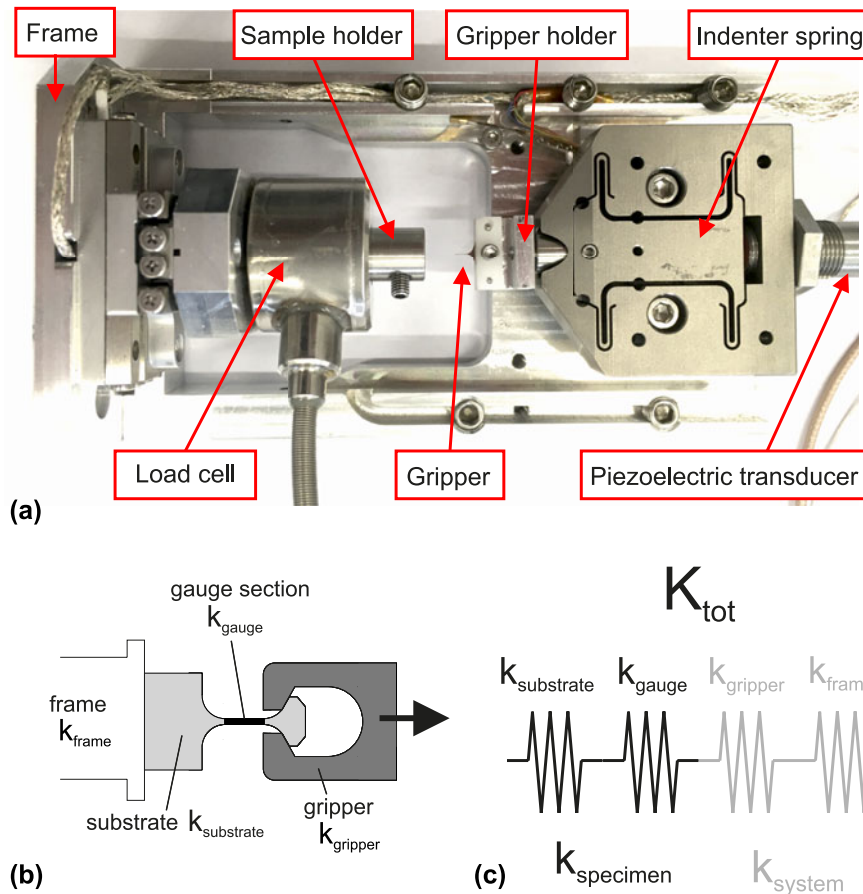 Frame
Sample holder
Gripper holder
Indenter spring
Load cell
Gripper
Piezoelectric transducer
(a)
gauge section
k gauge
frame
k frame
substrate k substrate
gripper
k gripper
(b)
K tot
k substrate
k gauge
k gripper
k fram
k specimen
k system
(c)